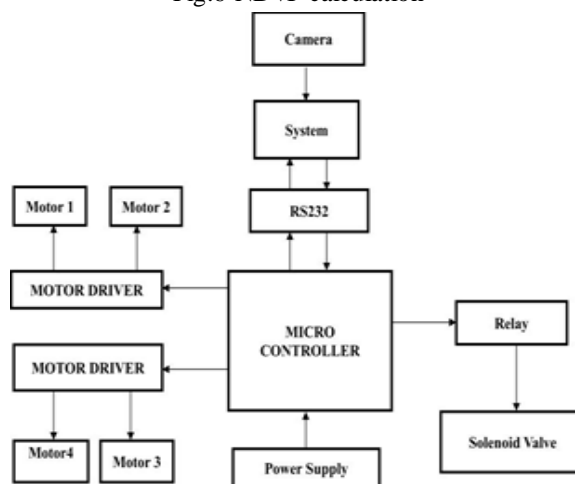 Camera
System
Motor 1
Motor 2
RS232
MOTOR DRIVER
MICRO
CONTROLLER
Relay
MOTOR DRIVER
Motor4
Motor 3
Solenoid Valve
Power Supply